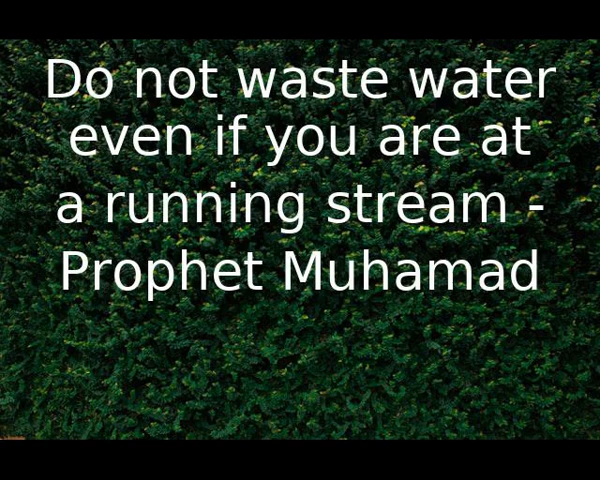 Do not waste water
even if you are at
a running stream -
Prophet Muhamad